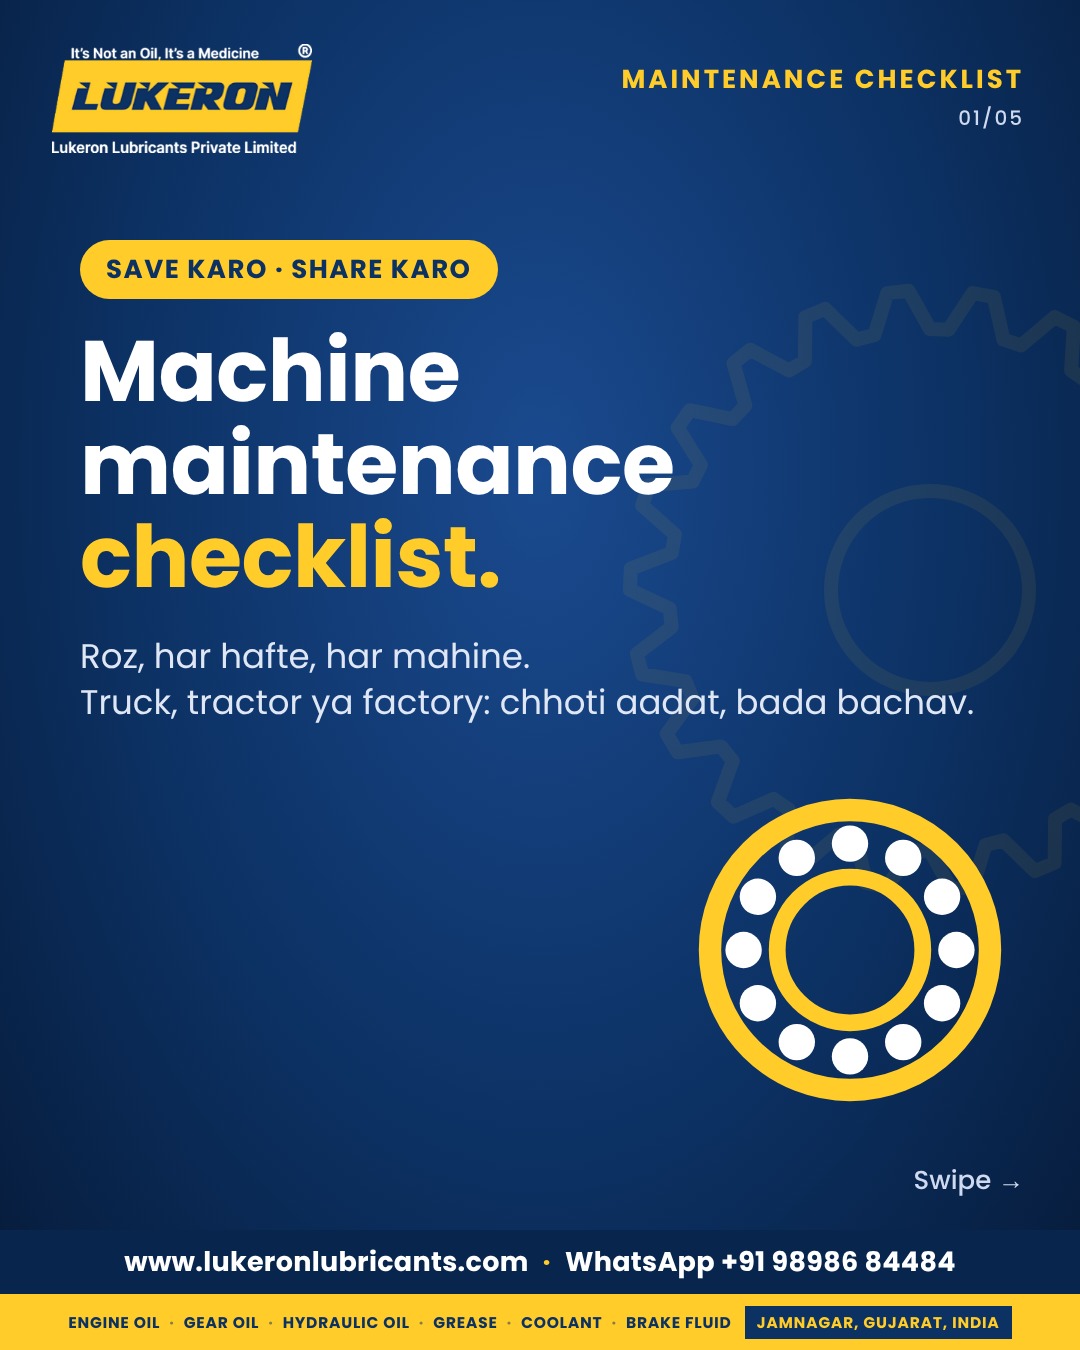 It's Not an Oil, It's a Medicine
®
LUKERON
Lukeron Lubricants Private Limited
MAINTENANCE CHECKLIST
01/05
SAVE KARO · SHARE KARO
Machine
maintenance
checklist.
Roz, har hafte, har mahine.
Truck, tractor ya factory: chhoti aadat, bada bachav.
Swipe →
www.lukeronlubricants.com · WhatsApp +91 98986 84484
ENGINE OIL · GEAR OIL · HYDRAULIC OIL · GREASE · COOLANT · BRAKE FLUID JAMNAGAR, GUJARAT, INDIA